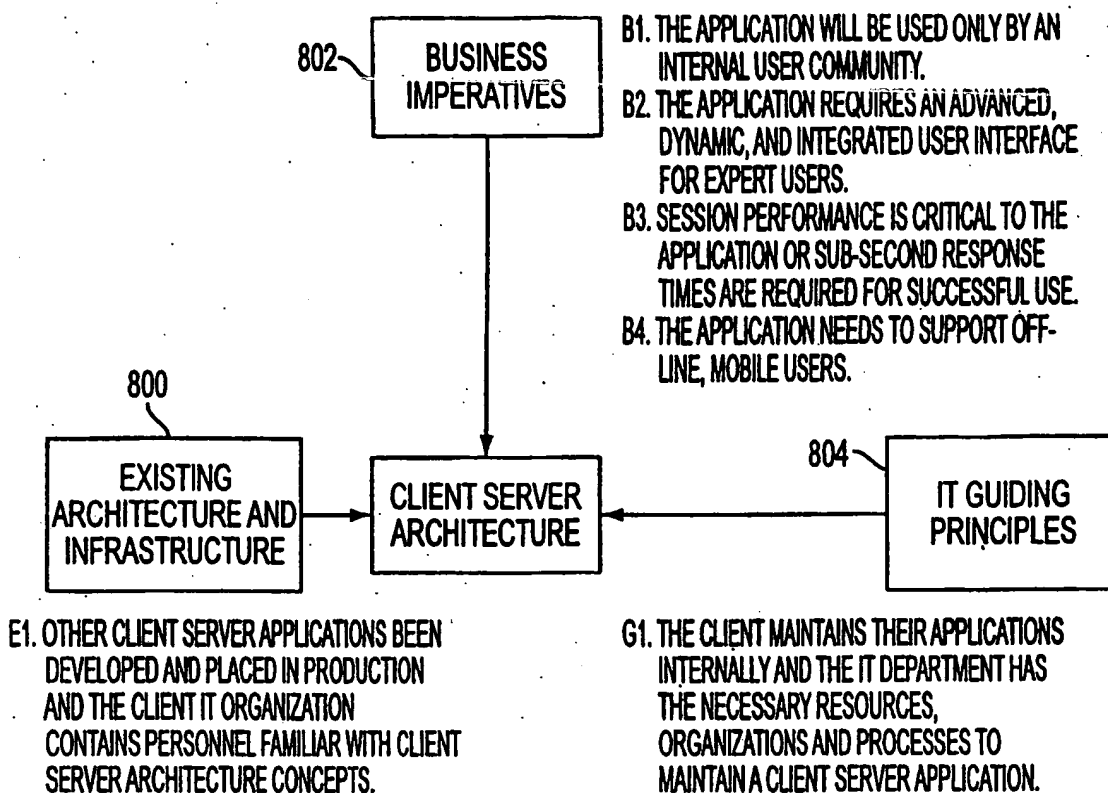 802
BUSINESS
IMPERATIVES
B1. THE APPLICATION WILL BE USED ONLY BY AN
INTERNAL USER COMMUNITY.
B2. THE APPLICATION REQUIRES AN ADVANCED,
DYNAMIC, AND INTEGRATED USER INTERFACE
FOR EXPERT USERS.
B3. SESSION PERFORMANCE IS CRITICAL TO THE
APPLICATION OR SUB-SECOND RESPONSE
TIMES ARE REQUIRED FOR SUCCESSFUL USE.
B4. THE APPLICATION NEEDS TO SUPPORT OFF-
LINE, MOBILE USERS.
800
EXISTING
ARCHITECTURE AND
INFRASTRUCTURE
CLIENT SERVER
ARCHITECTURE
804
IT GUIDING
PRINCIPLES
E1. OTHER CLIENT SERVER APPLICATIONS BEEN
DEVELOPED AND PLACED IN PRODUCTION
AND THE CLIENT IT ORGANIZATION
CONTAINS PERSONNEL FAMILIAR WITH CLIENT
SERVER ARCHITECTURE CONCEPTS.
G1. THE CLIENT MAINTAINS THEIR APPLICATIONS
INTERNALLY AND THE IT DEPARTMENT HAS
THE NECESSARY RESOURCES,
ORGANIZATIONS AND PROCESSES TO
MAINTAIN A CLIENT SERVER APPLICATION.